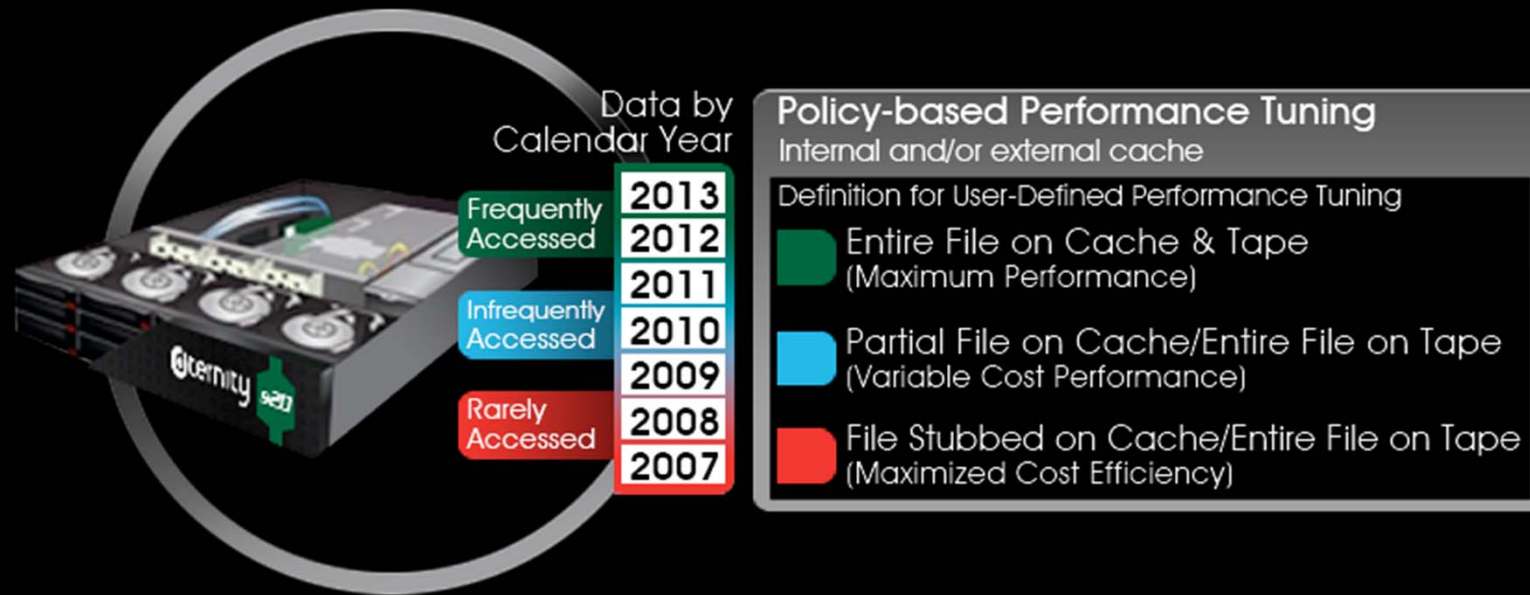 Data by
Calendar Year
Frequently
Accessed
Infrequently
Accessed
Rarely
Accessed
2013
2012
2011
2010
2009
2008
2007
Policy-based Performance Tuning
Internal and/or external cache
Definition for User-Defined Performance Tuning
Entire File on Cache & Tape
(Maximum Performance)
Partial File on Cache/Entire File on Tape
(Variable Cost Performance)
File Stubbed on Cache/Entire File on Tape
(Maximized Cost Efficiency)